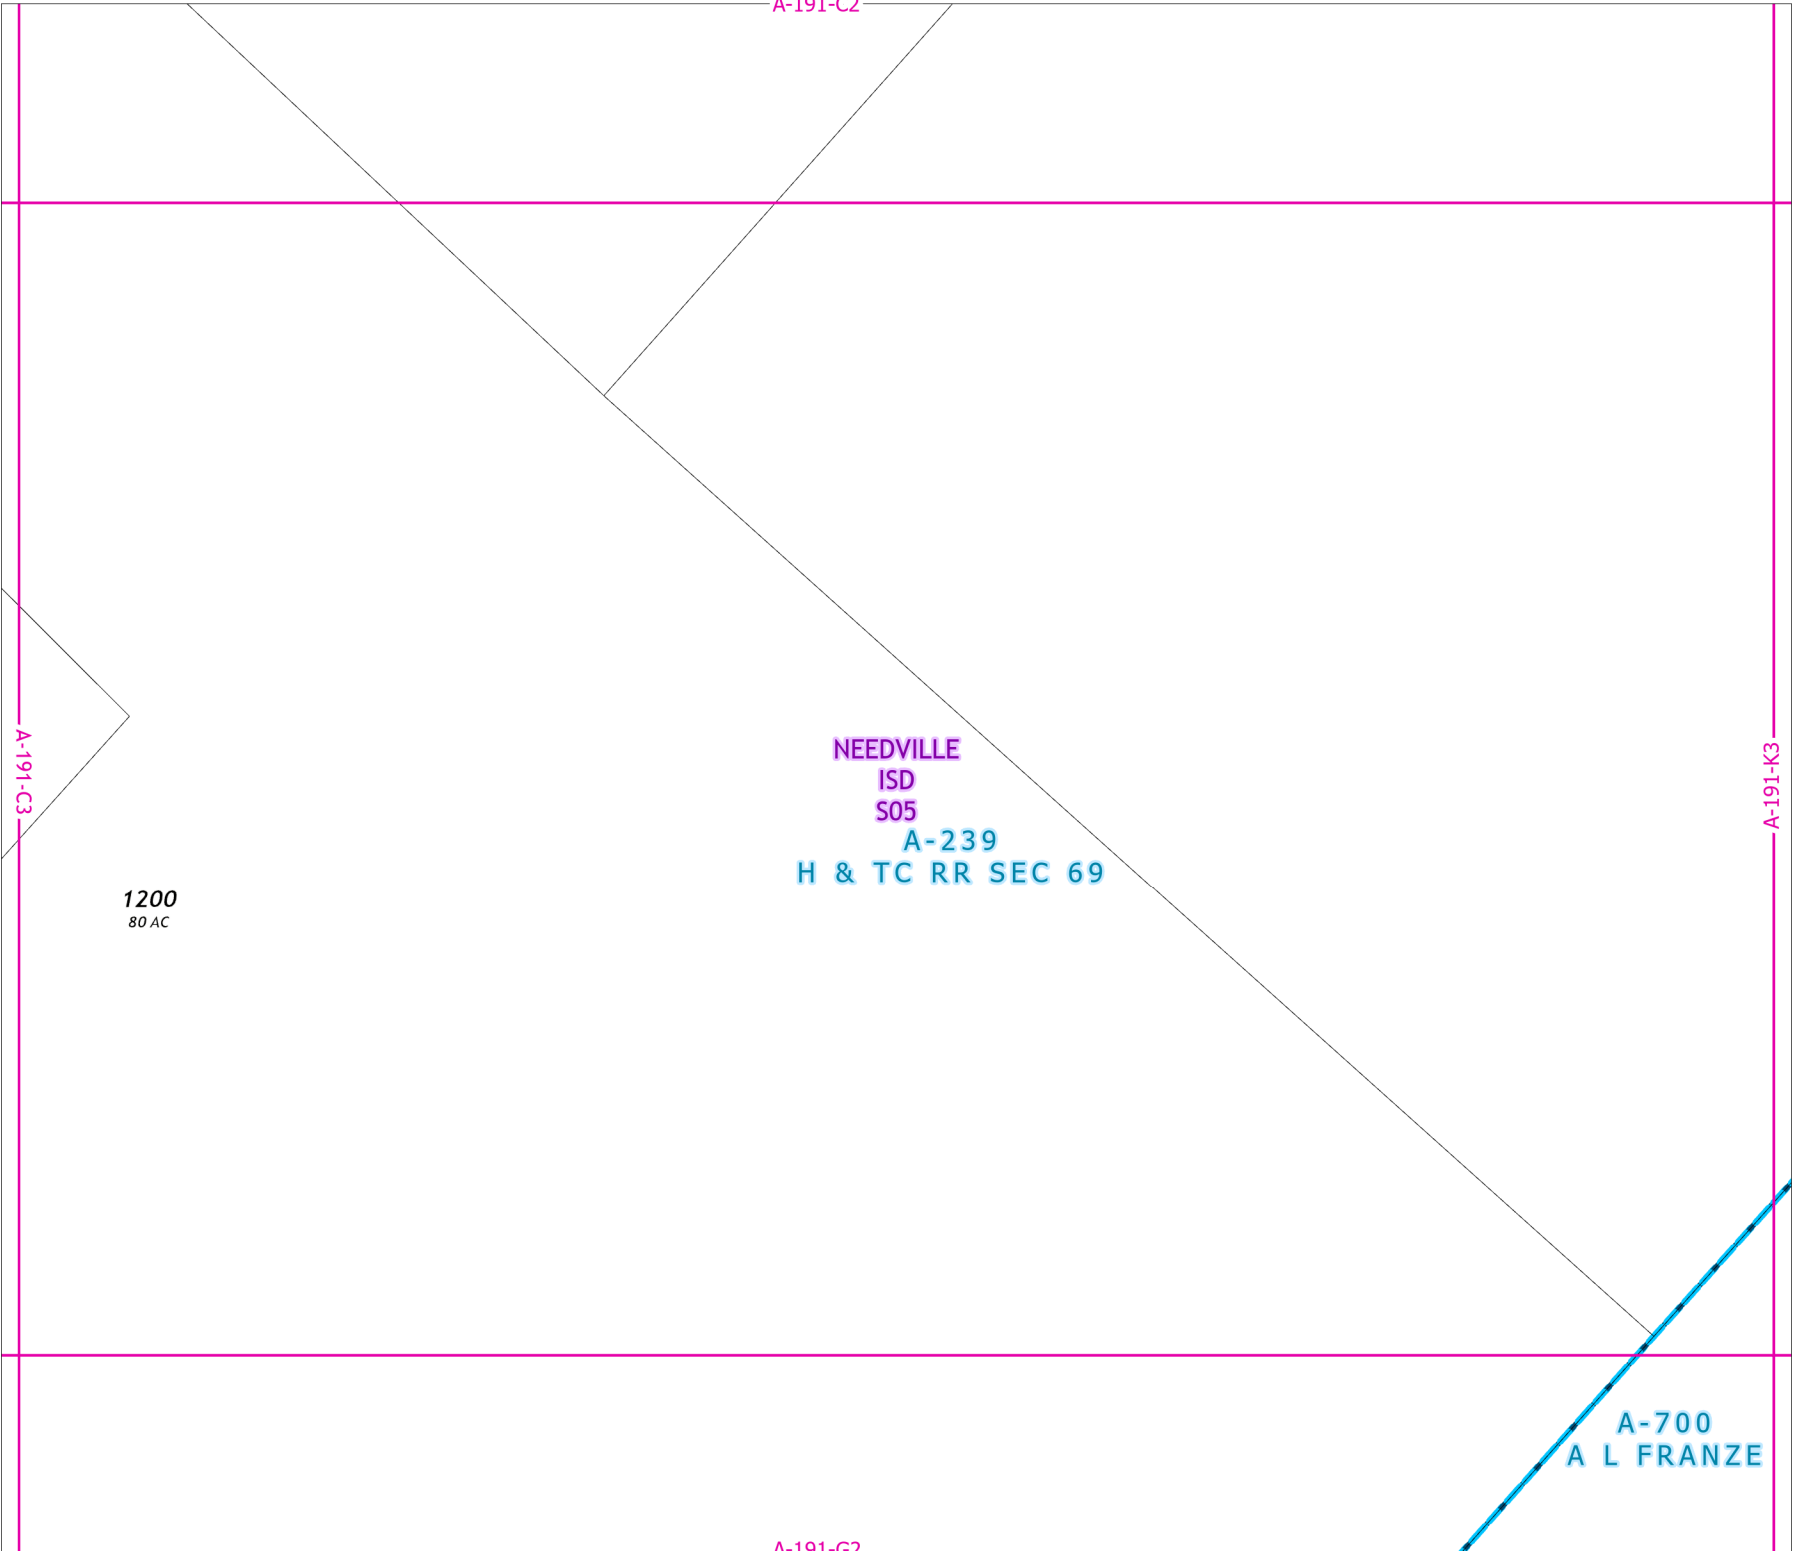 A-191-C2
A-191-C3
A-191-K3
NEEDVILLE
ISD
S05
A-239
H & TC RR SEC 69
1200
80 AC
A-700
A L FRANZE
A-191-G2